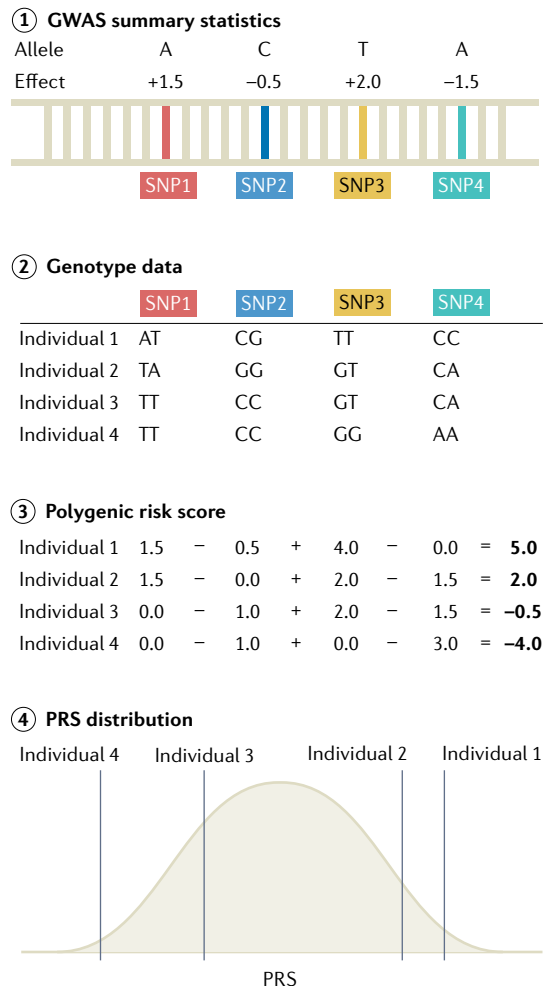 ① GWAS summary statistics
Allele A C T A
Effect +1.5 –0.5 +2.0 –1.5
SNP1 SNP2 SNP3 SNP4
② Genotype data
SNP1 SNP2 SNP3 SNP4
Individual 1 AT CG TT CC
Individual 2 TA GG GT CA
Individual 3 TT CC GT CA
Individual 4 TT CC GG AA
③ Polygenic risk score
Individual 1 1.5 – 0.5 + 4.0 – 0.0 = 5.0
Individual 2 1.5 – 0.0 + 2.0 – 1.5 = 2.0
Individual 3 0.0 – 1.0 + 2.0 – 1.5 = –0.5
Individual 4 0.0 – 1.0 + 0.0 – 3.0 = –4.0
④ PRS distribution
Individual 4 Individual 3 Individual 2 Individual 1
PRS